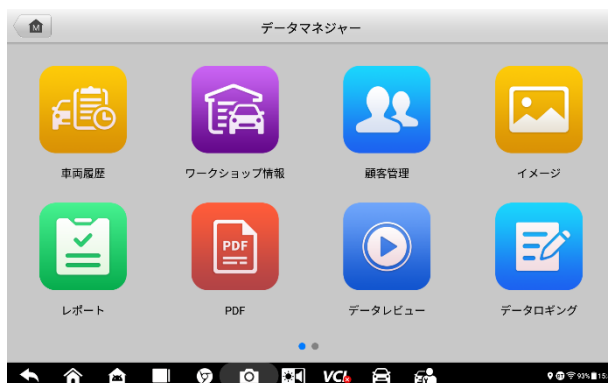 M
データマネジャー
車両履歴
ワークショップ情報
顧客管理
イメージ
レポート
PDF
PDF
データレビュー
データロギング
VCI
93%